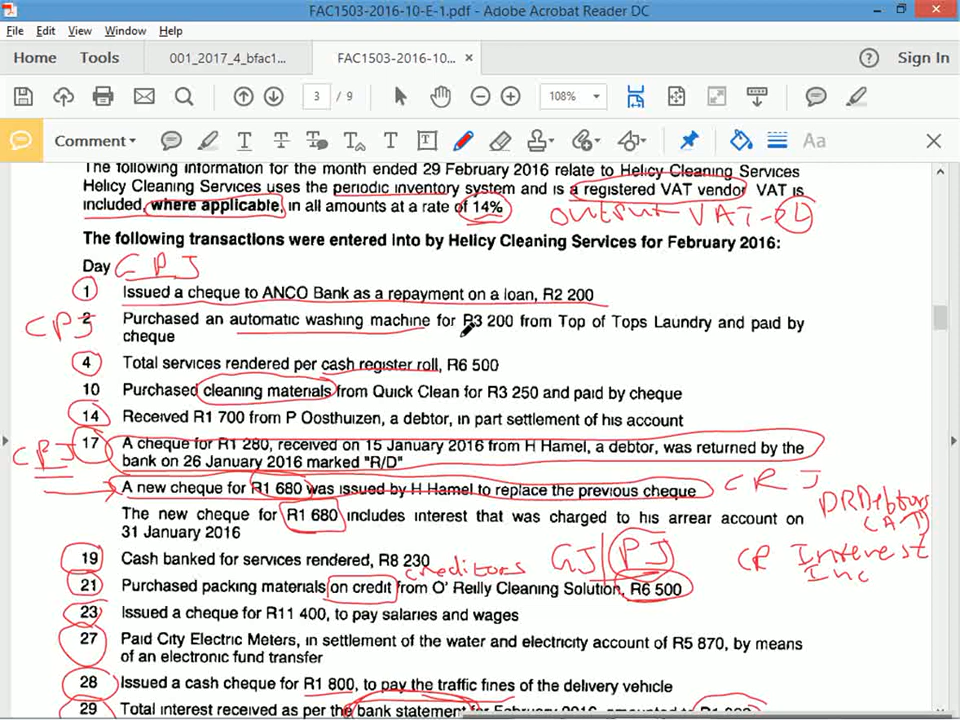 FAC1503-2016-10-E-1.pdf - Adobe Acrobat Reader DC
File Edit View Window Help
Home Tools 001_2017_4_bfac1... FAC1503-2016-10... × Sign In
3 / 9 108%
Comment Aa
The following information for the month ended 29 February 2016 relate to Helicy Cleaning Services
Helicy Cleaning Services uses the periodic inventory system and is a registered VAT vendor VAT is
included, where applicable, in all amounts at a rate of 14%
output VAT-
The following transactions were entered into by Helicy Cleaning Services for February 2016:
Day CPJ
1 Issued a cheque to ANCO Bank as a repayment on a loan, R2 200
CPJ 2 Purchased an automatic washing machine for R3 200 from Top of Tops Laundry and paid by
cheque
4 Total services rendered per cash register roll, R6 500
10 Purchased cleaning materials from Quick Clean for R3 250 and paid by cheque
14 Received R1 700 from P Oosthuizen, a debtor, in part settlement of his account
CPJ 17 A cheque for R1 280, received on 15 January 2016 from H Hamel, a debtor, was returned by the
bank on 26 January 2016 marked "R/D"
A new cheque for R1 680 was issued by H Hamel to replace the previous cheque CRJ
The new cheque for R1 680 includes interest that was charged to his arrear account on
31 January 2016
DR Debtors
CR Interest
Inc
19 Cash banked for services rendered, R8 230
GJ PJ
creditors
21 Purchased packing materials on credit from O' Reilly Cleaning Solution, R6 500
23 Issued a cheque for R11 400, to pay salaries and wages
27 Paid City Electric Meters, in settlement of the water and electricity account of R5 870, by means
of an electronic fund transfer
28 Issued a cash cheque for R1 800, to pay the traffic fines of the delivery vehicle
29 Total interest received as per the bank statement for February 2016, amounted to